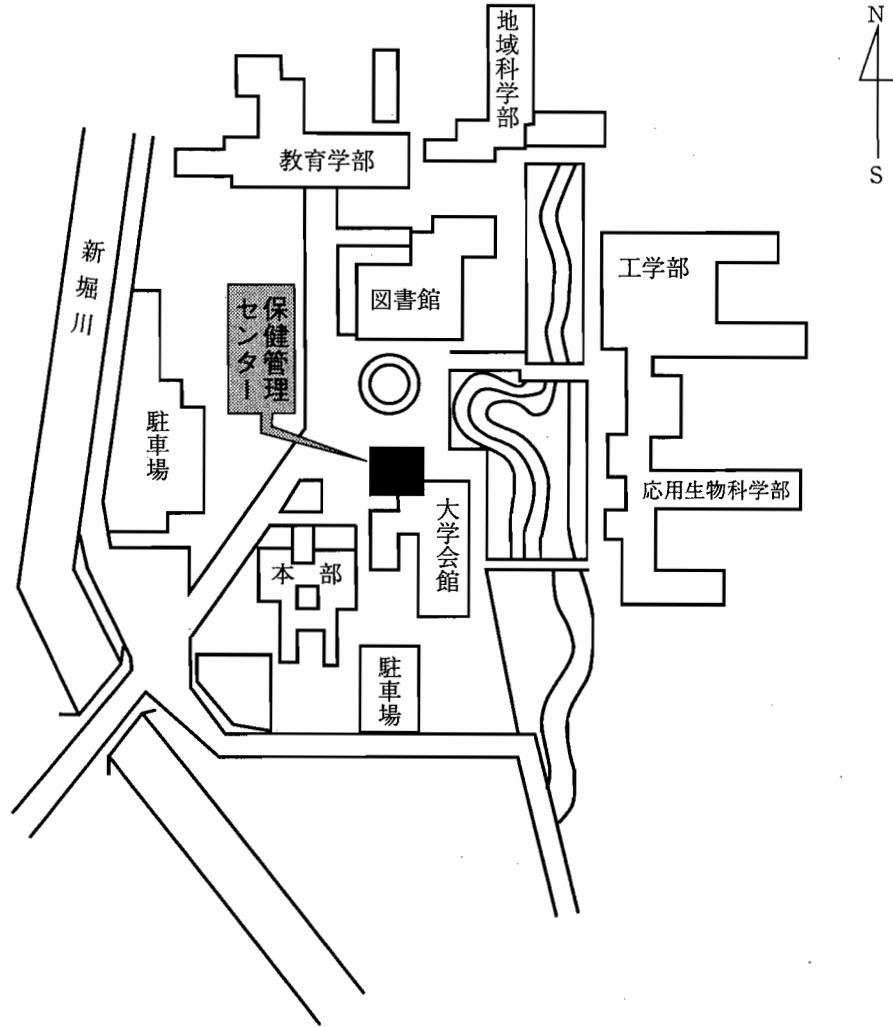 N
S
地域科学部
教育学部
新堀川
図書館
工学部
保健管理
センター
駐車場
応用生物科学部
大学会館
本部
駐車場